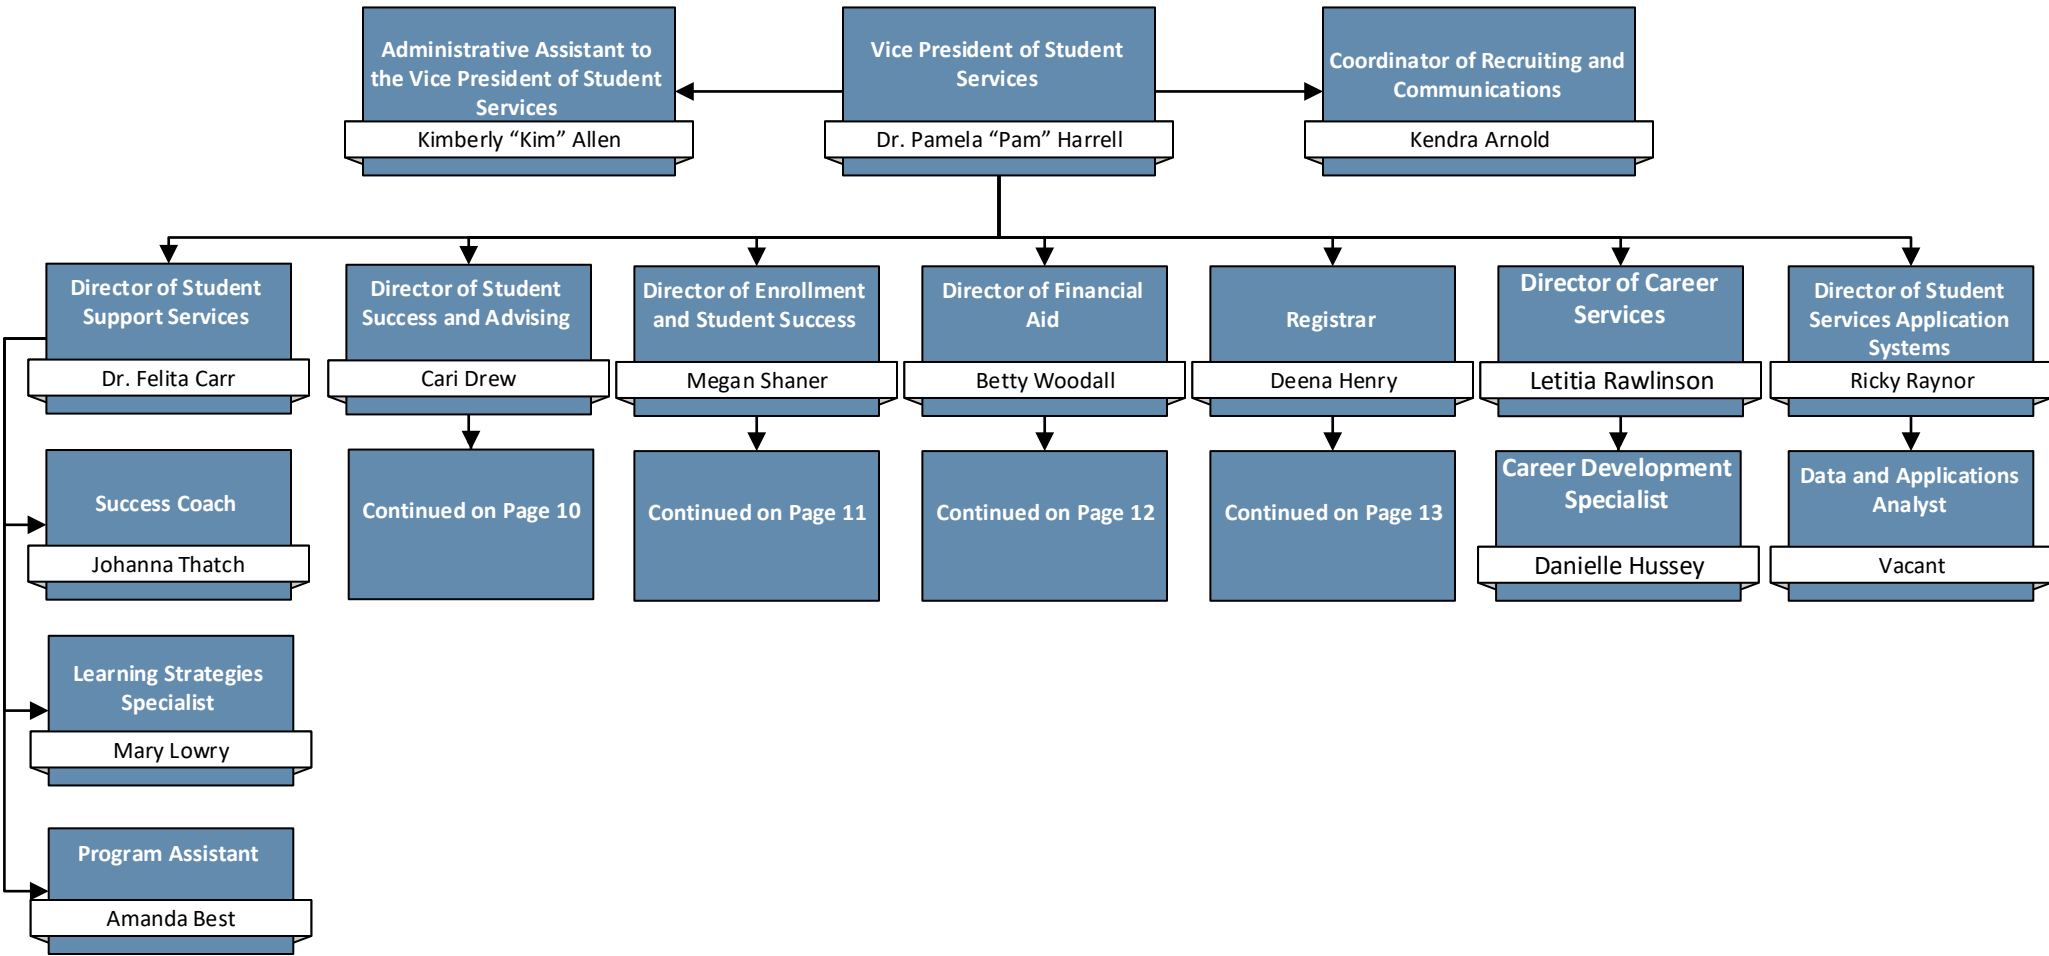 Administrative Assistant to
the Vice President of Student
Services
Kimberly “Kim” Allen
Vice President of Student
Services
Dr. Pamela “Pam” Harrell
Coordinator of Recruiting and
Communications
Kendra Arnold
Director of Student
Support Services
Dr. Felita Carr
Director of Student
Success and Advising
Cari Drew
Director of Enrollment
and Student Success
Megan Shaner
Director of Financial
Aid
Betty Woodall
Registrar
Deena Henry
Director of Career
Services
Letitia Rawlinson
Director of Student
Services Application
Systems
Ricky Raynor
Success Coach
Johanna Thatch
Continued on Page 10
Continued on Page 11
Continued on Page 12
Continued on Page 13
Career Development
Specialist
Danielle Hussey
Data and Applications
Analyst
Vacant
Learning Strategies
Specialist
Mary Lowry
Program Assistant
Amanda Best